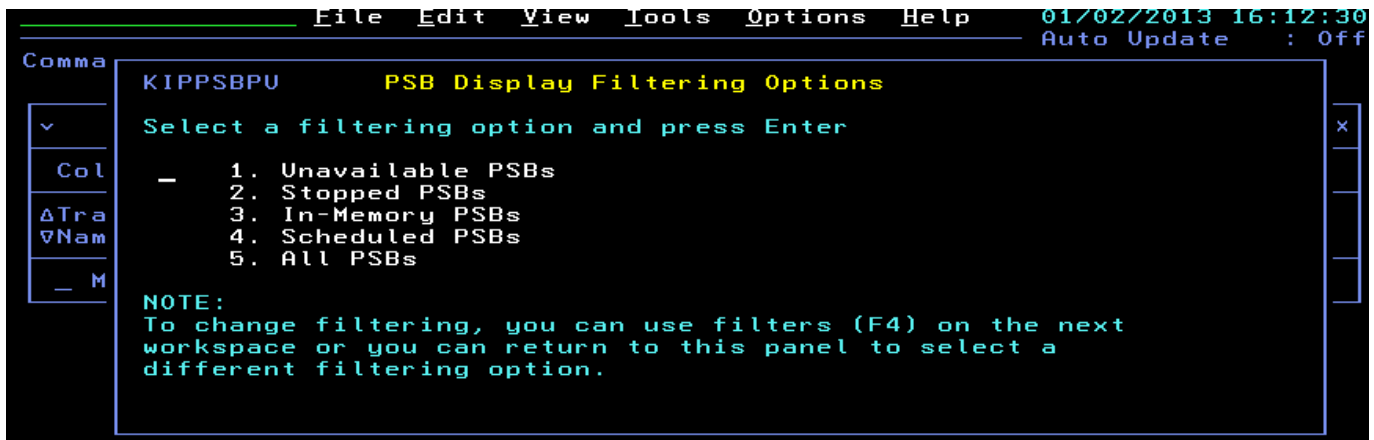 File Edit View Tools Options Help 01/02/2013 16:12:30
Auto Update : Off
Comma
KIPPSBPU PSB Display Filtering Options
Select a filtering option and press Enter
Col
_ 1. Unavailable PSBs
2. Stopped PSBs
ΔTra 3. In-Memory PSBs
∇Nam 4. Scheduled PSBs
5. All PSBs
_ M
NOTE:
To change filtering, you can use filters (F4) on the next
workspace or you can return to this panel to select a
different filtering option.